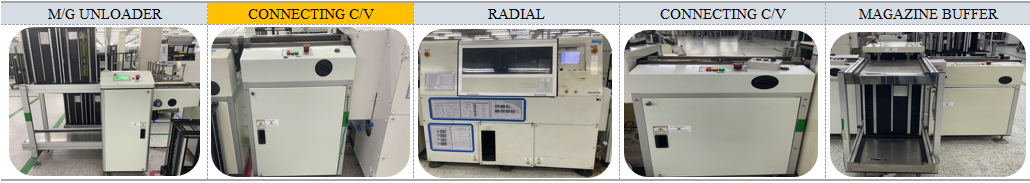 M/G UNLOADER
CONNECTING C/V
RADIAL
CONNECTING C/V
MAGAZINE BUFFER